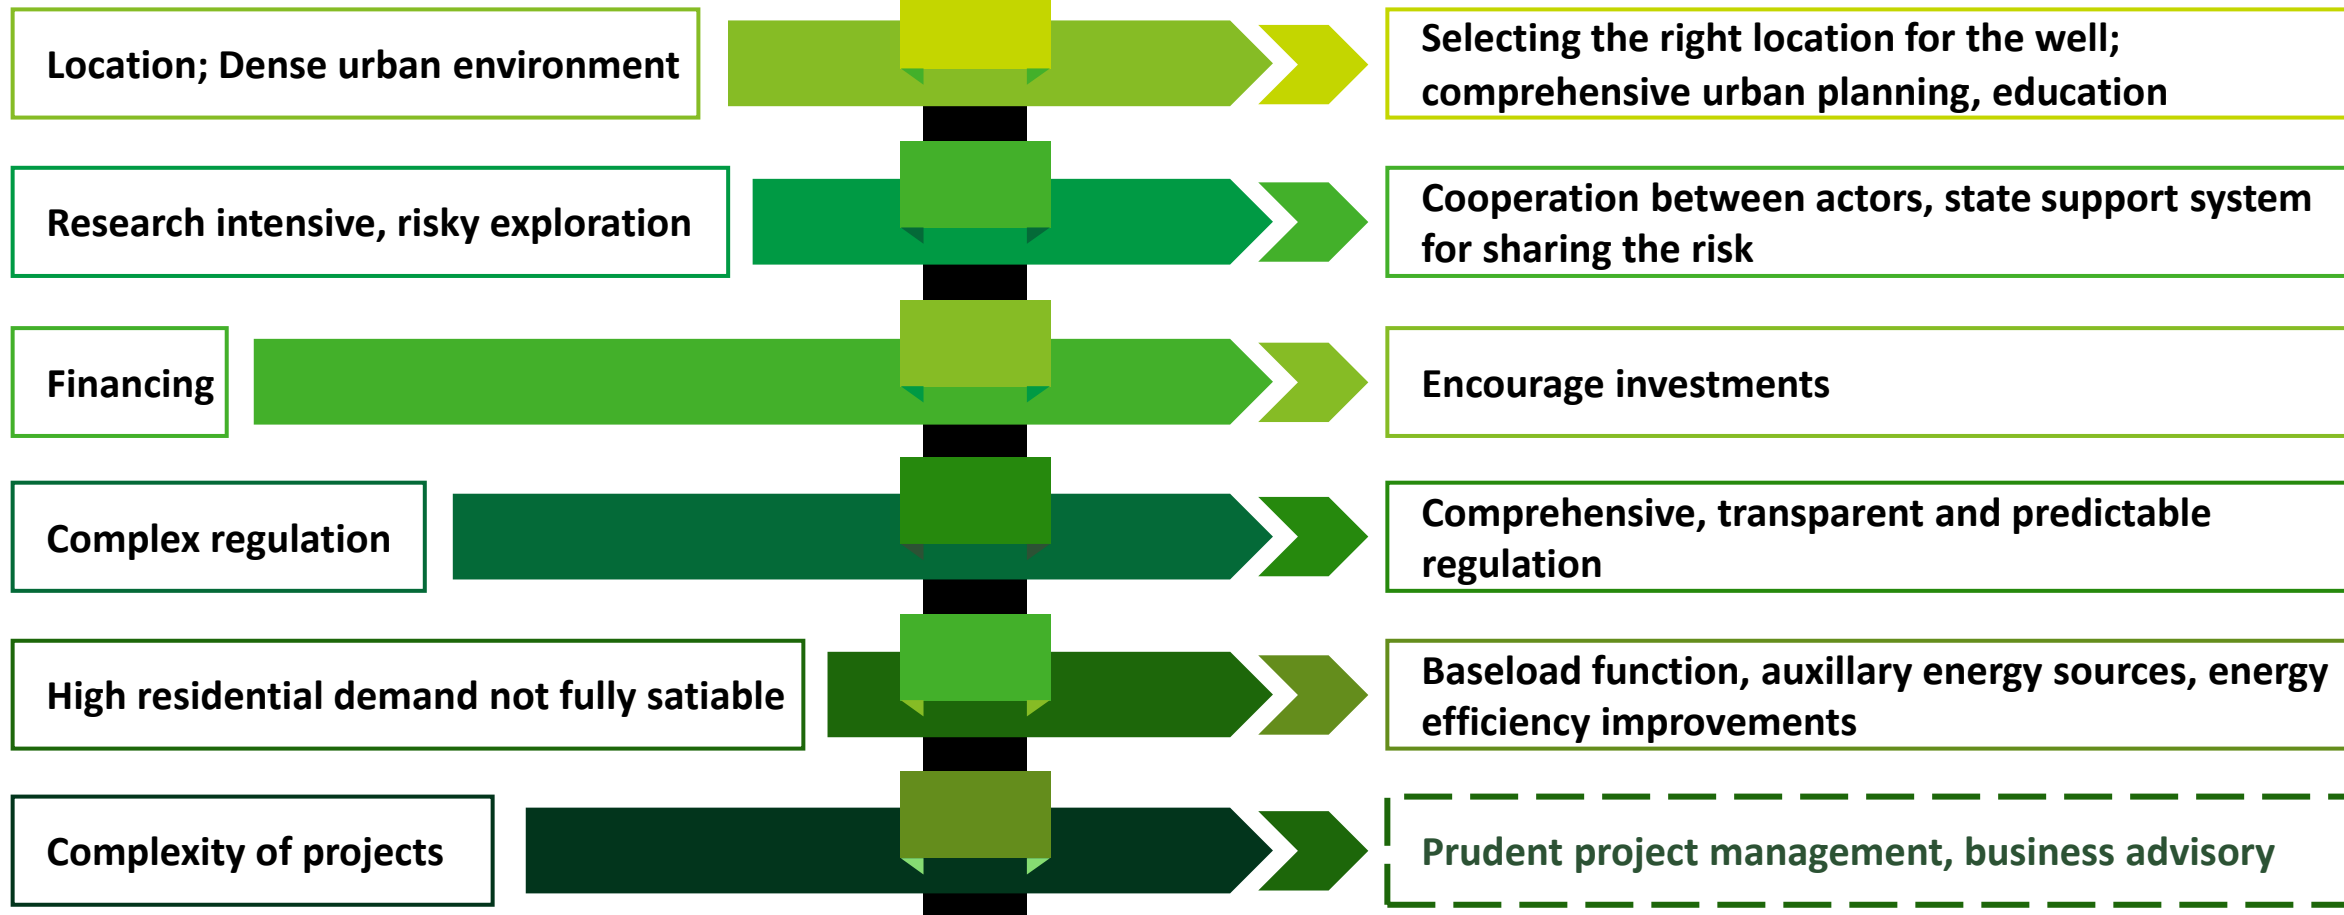 Location; Dense urban environment
Selecting the right location for the well;
comprehensive urban planning, education
Research intensive, risky exploration
Cooperation between actors, state support system
for sharing the risk
Financing
Encourage investments
Complex regulation
Comprehensive, transparent and predictable
regulation
High residential demand not fully satiable
Baseload function, auxillary energy sources, energy
efficiency improvements
Complexity of projects
Prudent project management, business advisory